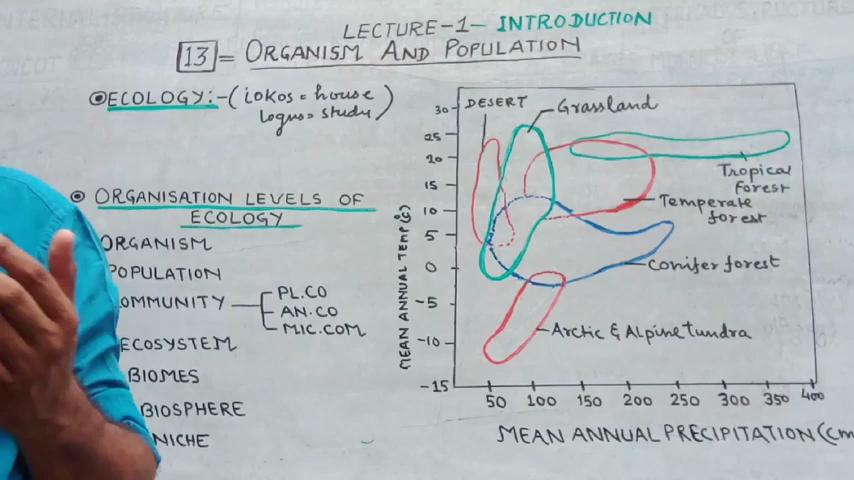 LECTURE-1- INTRODUCTION
13 = ORGANISM AND POPULATION
ECOLOGY:-(iokos = house
logus = study)
ORGANISATION LEVELS OF
ECOLOGY
ORGANISM
POPULATION
OMMUNITY
PL.CO
AN.CO
MIC.COM
ECOSYSTEM
BIOMES
BIOSPHERE
NICHE
DESERT
Grassland
Tropical
forest
Temperate
forest
Conifer forest
Arctic & Alpine tundra
MEAN ANNUAL TEMP (°c)
30
25
20
15
10
5
0
-5
-10
-15
50 100 150 200 250 300 350 400
MEAN ANNUAL PRECIPITATION (cm